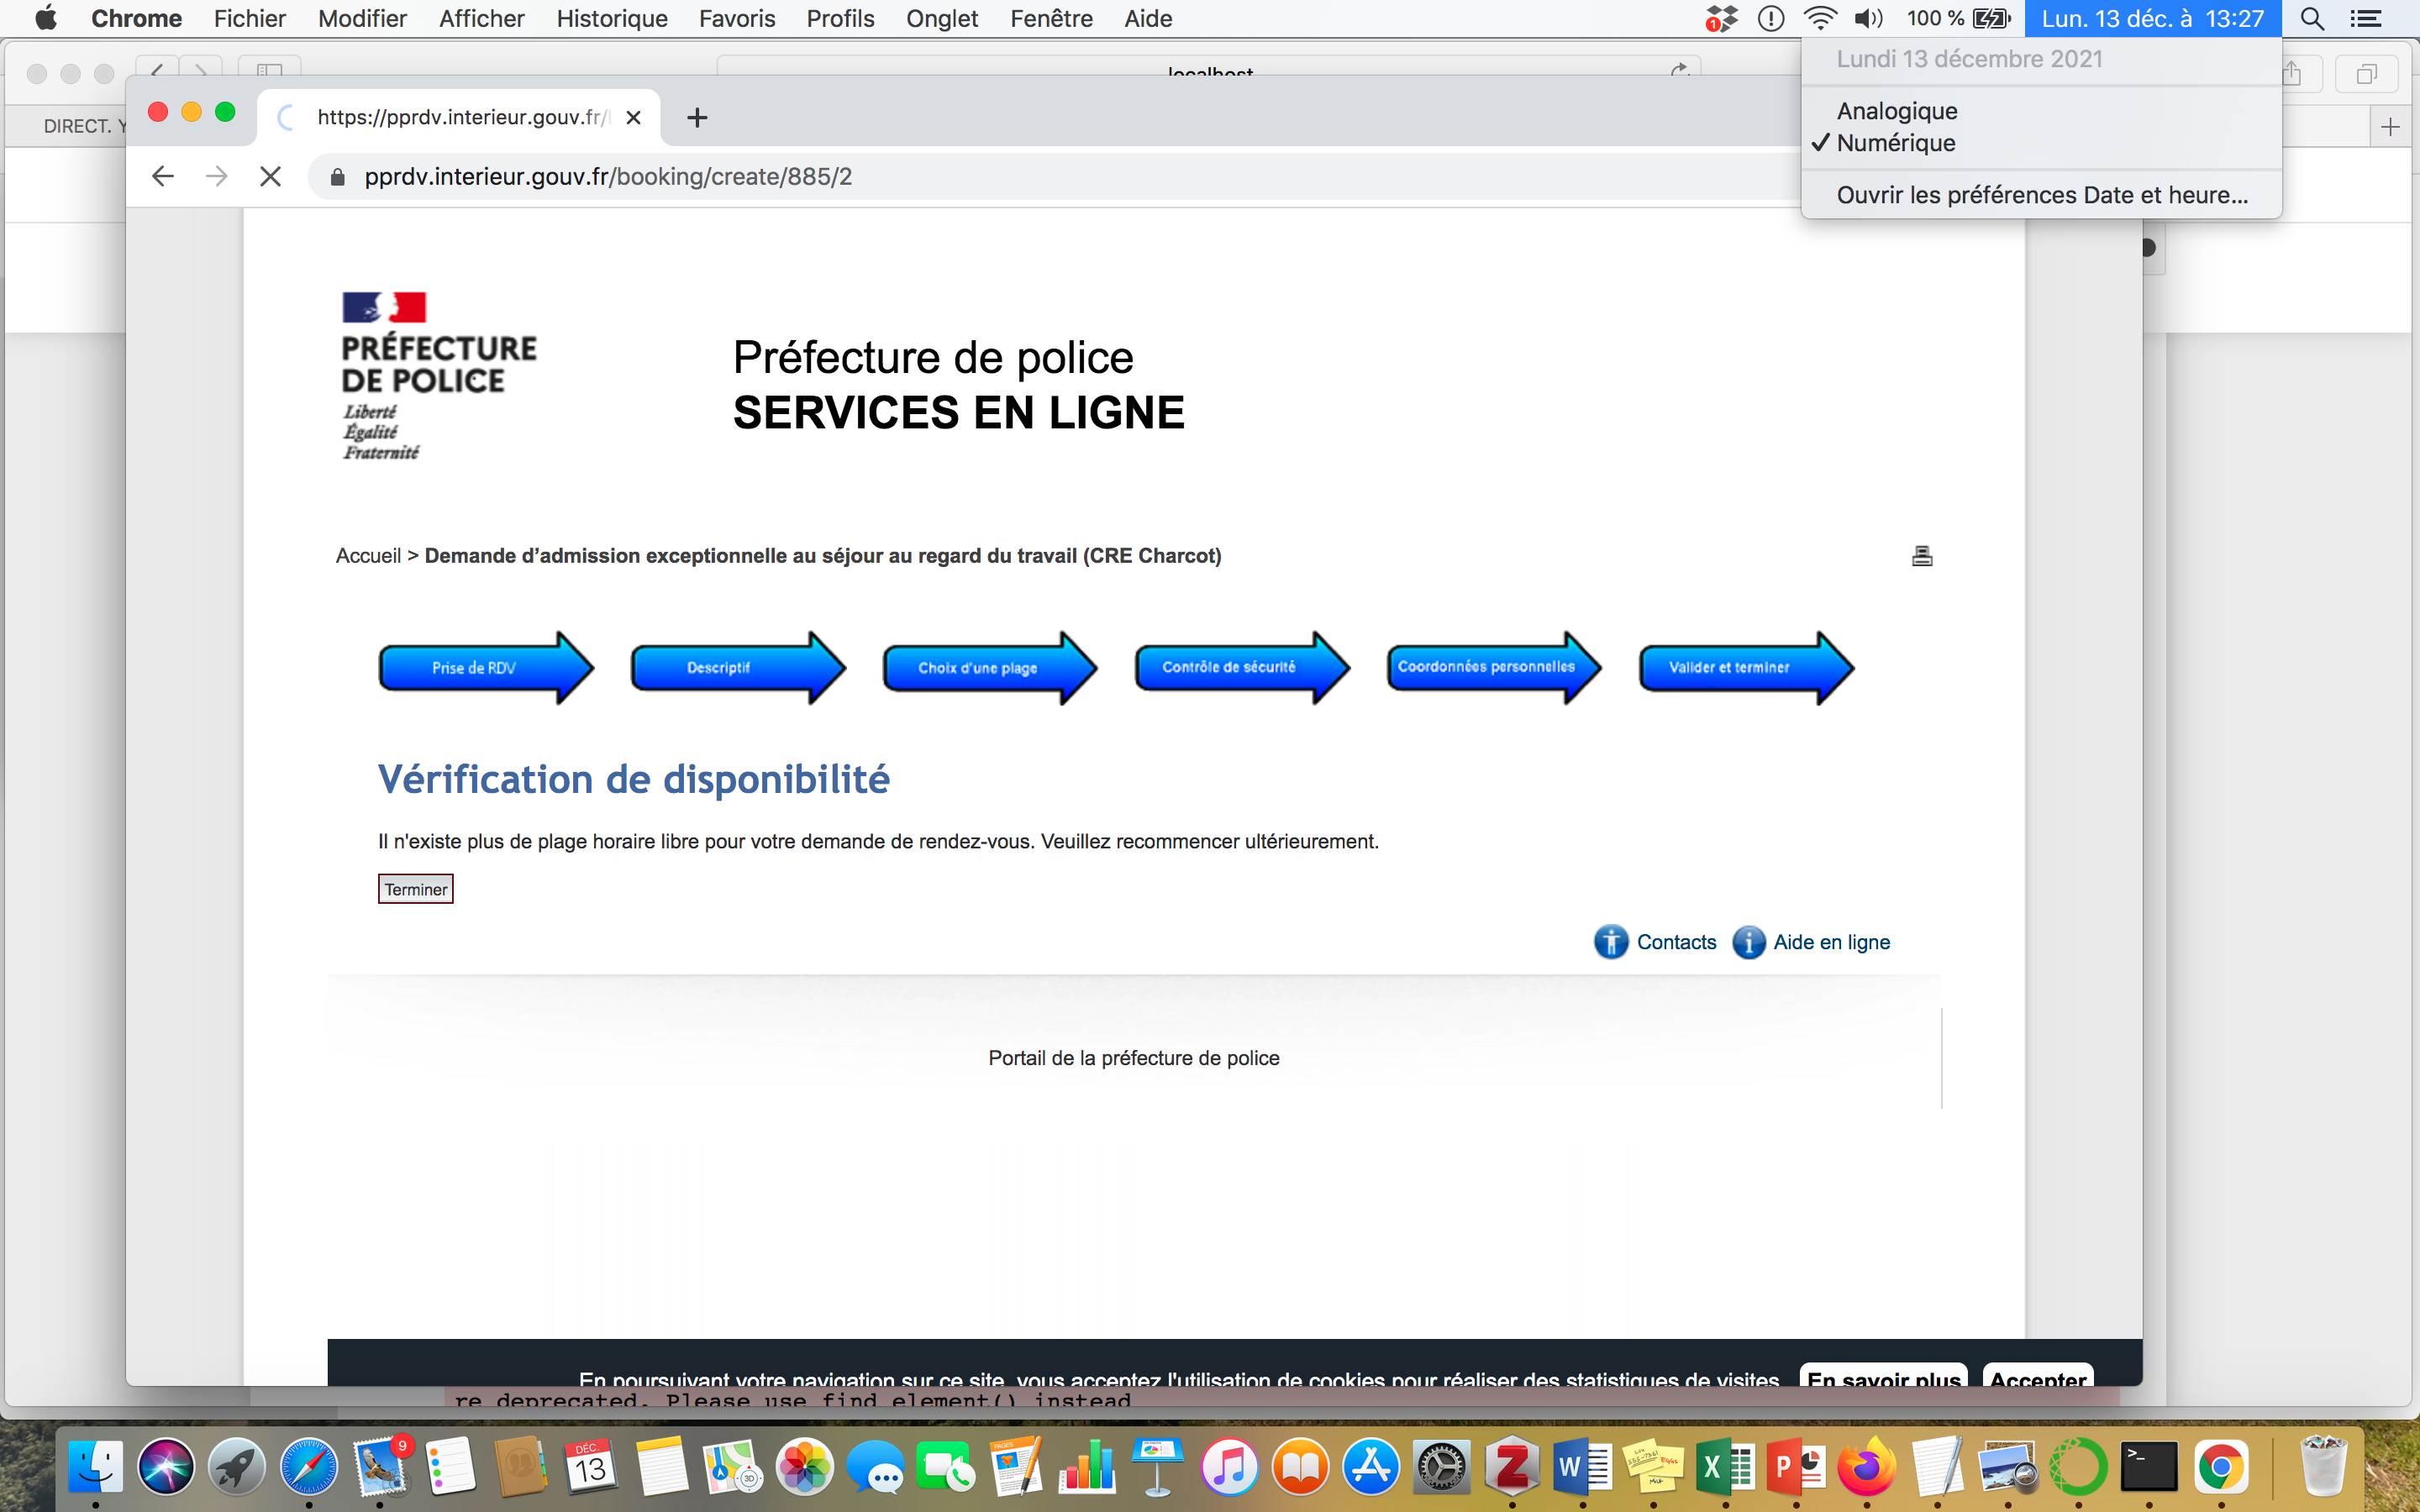 Chrome Fichier Modifier Afficher Historique Favoris Profils Onglet Fenêtre Aide 1 100 % Lun. 13 déc. à 13:27
Lundi 13 décembre 2021
Analogique
✓ Numérique
Ouvrir les préférences Date et heure...
localhost
DIRECT. Y
https://pprdv.interieur.gouv.fr/
pprdv.interieur.gouv.fr/booking/create/885/2
PRÉFECTURE
DE POLICE
Liberté
Égalité
Fraternité
Préfecture de police
SERVICES EN LIGNE
Accueil > Demande d’admission exceptionnelle au séjour au regard du travail (CRE Charcot)
Prise de RDV
Descriptif
Choix d'une plage
Contrôle de sécurité
Coordonnées personnelles
Valider et terminer
Vérification de disponibilité
Il n'existe plus de plage horaire libre pour votre demande de rendez-vous. Veuillez recommencer ultérieurement.
Terminer
Contacts Aide en ligne
Portail de la préfecture de police
En poursuivant votre navigation sur ce site, vous acceptez l'utilisation de cookies pour réaliser des statistiques de visites En savoir plus Accepter
re deprecated. Please use find_element() instead
9
DÉC.
13
3D
PAGES
Z
W
X
P
>_